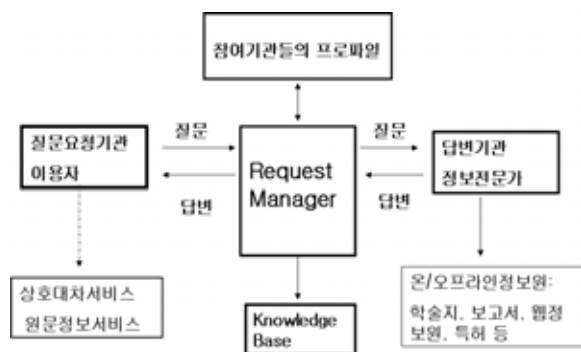 참여기관들의 프로파일
질문요청기관
이용자
질문
답변
Request
Manager
질문
답변
답변기관
정보전문가
상호대차서비스
원문정보서비스
Knowledge
Base
온/오프라인정보원:
학술지, 보고서, 웹정
보원, 특허 등